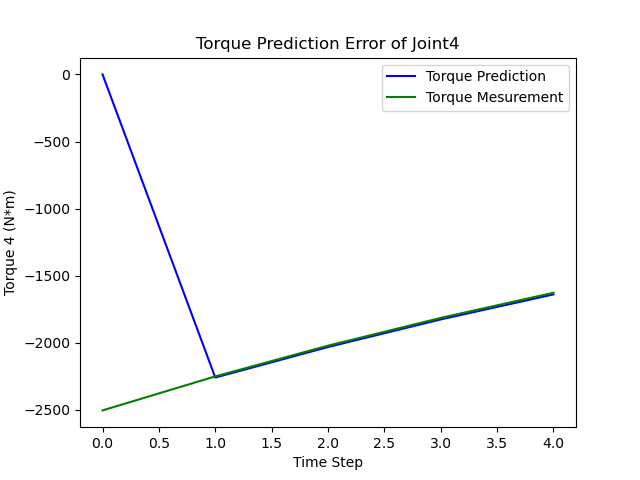 Torque Prediction Error of Joint4
Torque Prediction
Torque Mesurement
0
−500
−1000
−1500
−2000
−2500
Torque 4 (N*m)
0.0 0.5 1.0 1.5 2.0 2.5 3.0 3.5 4.0
Time Step